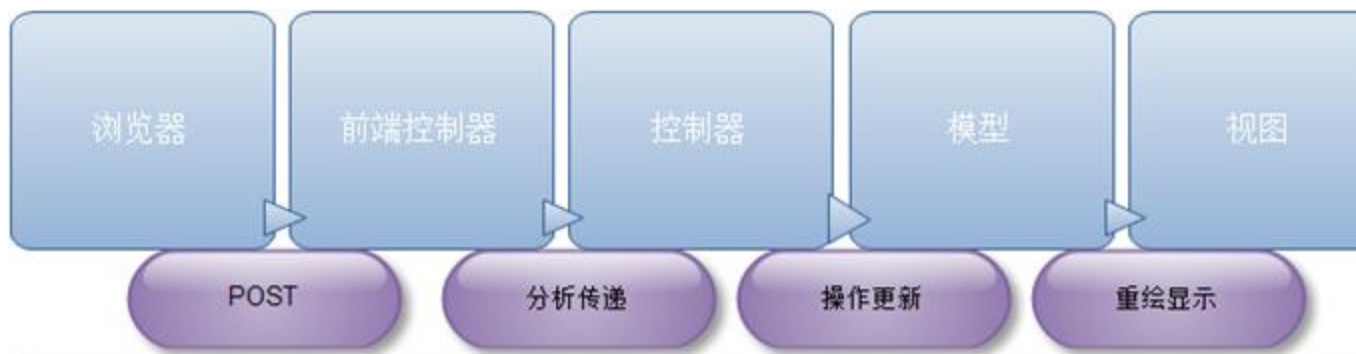 浏览器
前端控制器
控制器
模型
视图
POST
分析传递
操作更新
重绘显示